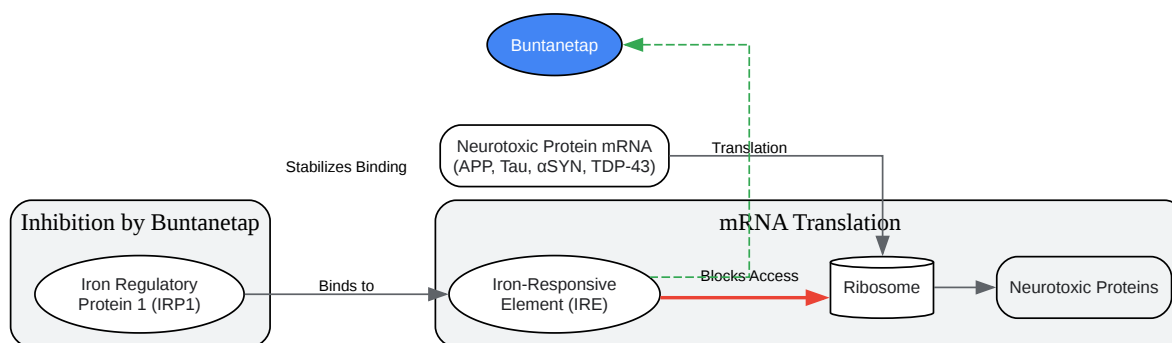 Buntanetap
Neurotoxic Protein mRNA
(APP, Tau, αSYN, TDP-43)
Translation
Stabilizes Binding
Inhibition by Buntanetap
mRNA Translation
Iron Regulatory
Protein 1 (IRP1)
Binds to
Iron-Responsive
Element (IRE)
Blocks Access
Ribosome
Neurotoxic Proteins